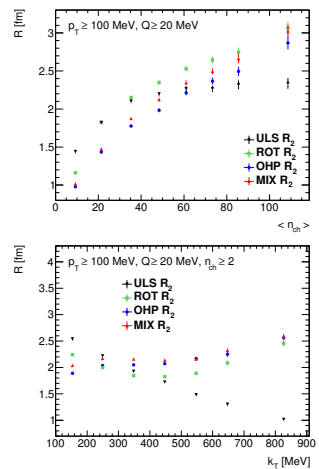 R [fm]
p_T ≥ 100 MeV, Q ≥ 20 MeV
3
2.5
2
1.5
1
ULS R_2
ROT R_2
OHP R_2
MIX R_2
0 20 40 60 80 100
< n_ch >
R [fm]
p_T ≥ 100 MeV, Q ≥ 20 MeV, n_ch ≥ 2
4
3.5
3
2.5
2
1.5
1
ULS R_2
ROT R_2
OHP R_2
MIX R_2
100 200 300 400 500 600 700 800 900
k_T [MeV]